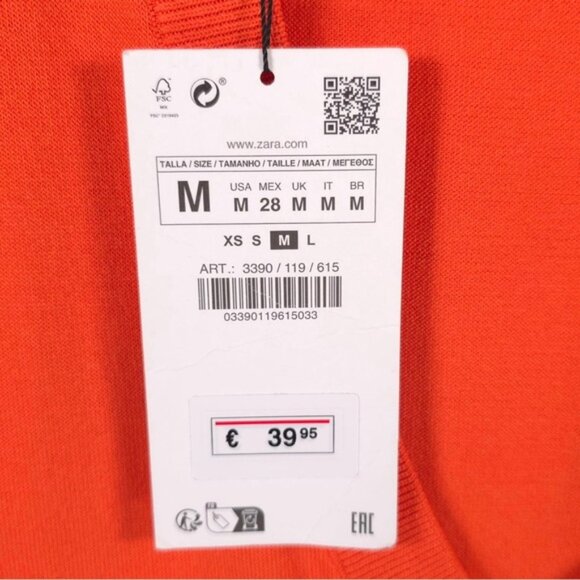 FSC
MIX
www.zara.com
TALLA / SIZE / TAMANHO / TAILLE / MAAT / ΜΕΓΕΘΟΣ
M USA MEX UK IT BR
M 28 M M M
XS S M L
ART.: 3390 / 119 / 615
03390119615033
€ 39 95
EAC